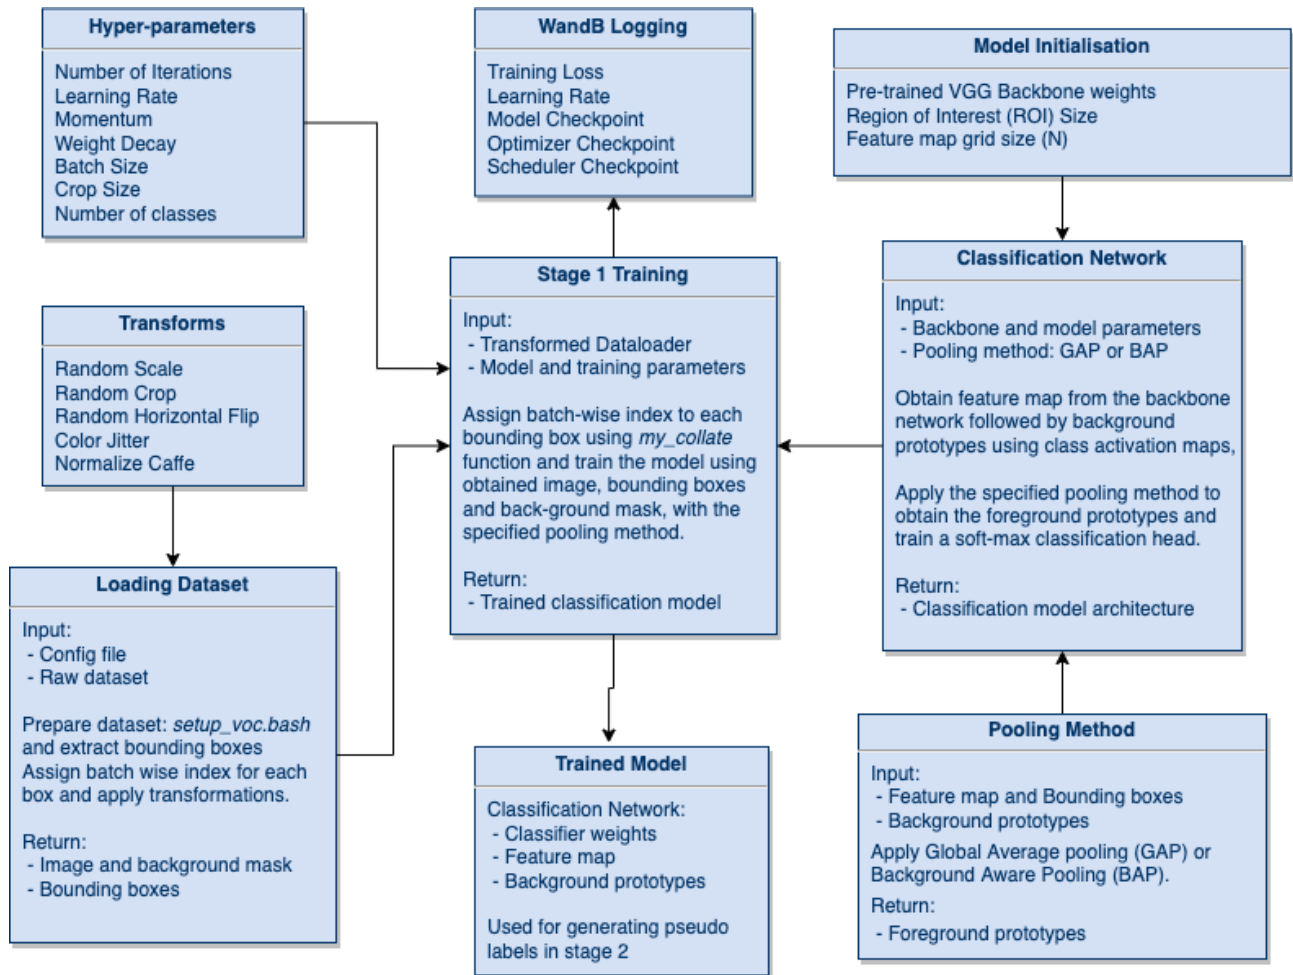 Hyper-parameters
Number of Iterations
Learning Rate
Momentum
Weight Decay
Batch Size
Crop Size
Number of classes
WandB Logging
Training Loss
Learning Rate
Model Checkpoint
Optimizer Checkpoint
Scheduler Checkpoint
Model Initialisation
Pre-trained VGG Backbone weights
Region of Interest (ROI) Size
Feature map grid size (N)
Transforms
Random Scale
Random Crop
Random Horizontal Flip
Color Jitter
Normalize Caffe
Stage 1 Training
Input:
- Transformed Dataloader
- Model and training parameters
Assign batch-wise index to each
bounding box using my_collate
function and train the model using
obtained image, bounding boxes
and back-ground mask, with the
specified pooling method.
Return:
- Trained classification model
Classification Network
Input:
- Backbone and model parameters
- Pooling method: GAP or BAP
Obtain feature map from the backbone
network followed by background
prototypes using class activation maps,
Apply the specified pooling method to
obtain the foreground prototypes and
train a soft-max classification head.
Return:
- Classification model architecture
Loading Dataset
Input:
- Config file
- Raw dataset
Prepare dataset: setup_voc.bash
and extract bounding boxes
Assign batch wise index for each
box and apply transformations.
Return:
- Image and background mask
- Bounding boxes
Trained Model
Classification Network:
- Classifier weights
- Feature map
- Background prototypes
Used for generating pseudo
labels in stage 2
Pooling Method
Input:
- Feature map and Bounding boxes
- Background prototypes
Apply Global Average pooling (GAP) or
Background Aware Pooling (BAP).
Return:
- Foreground prototypes